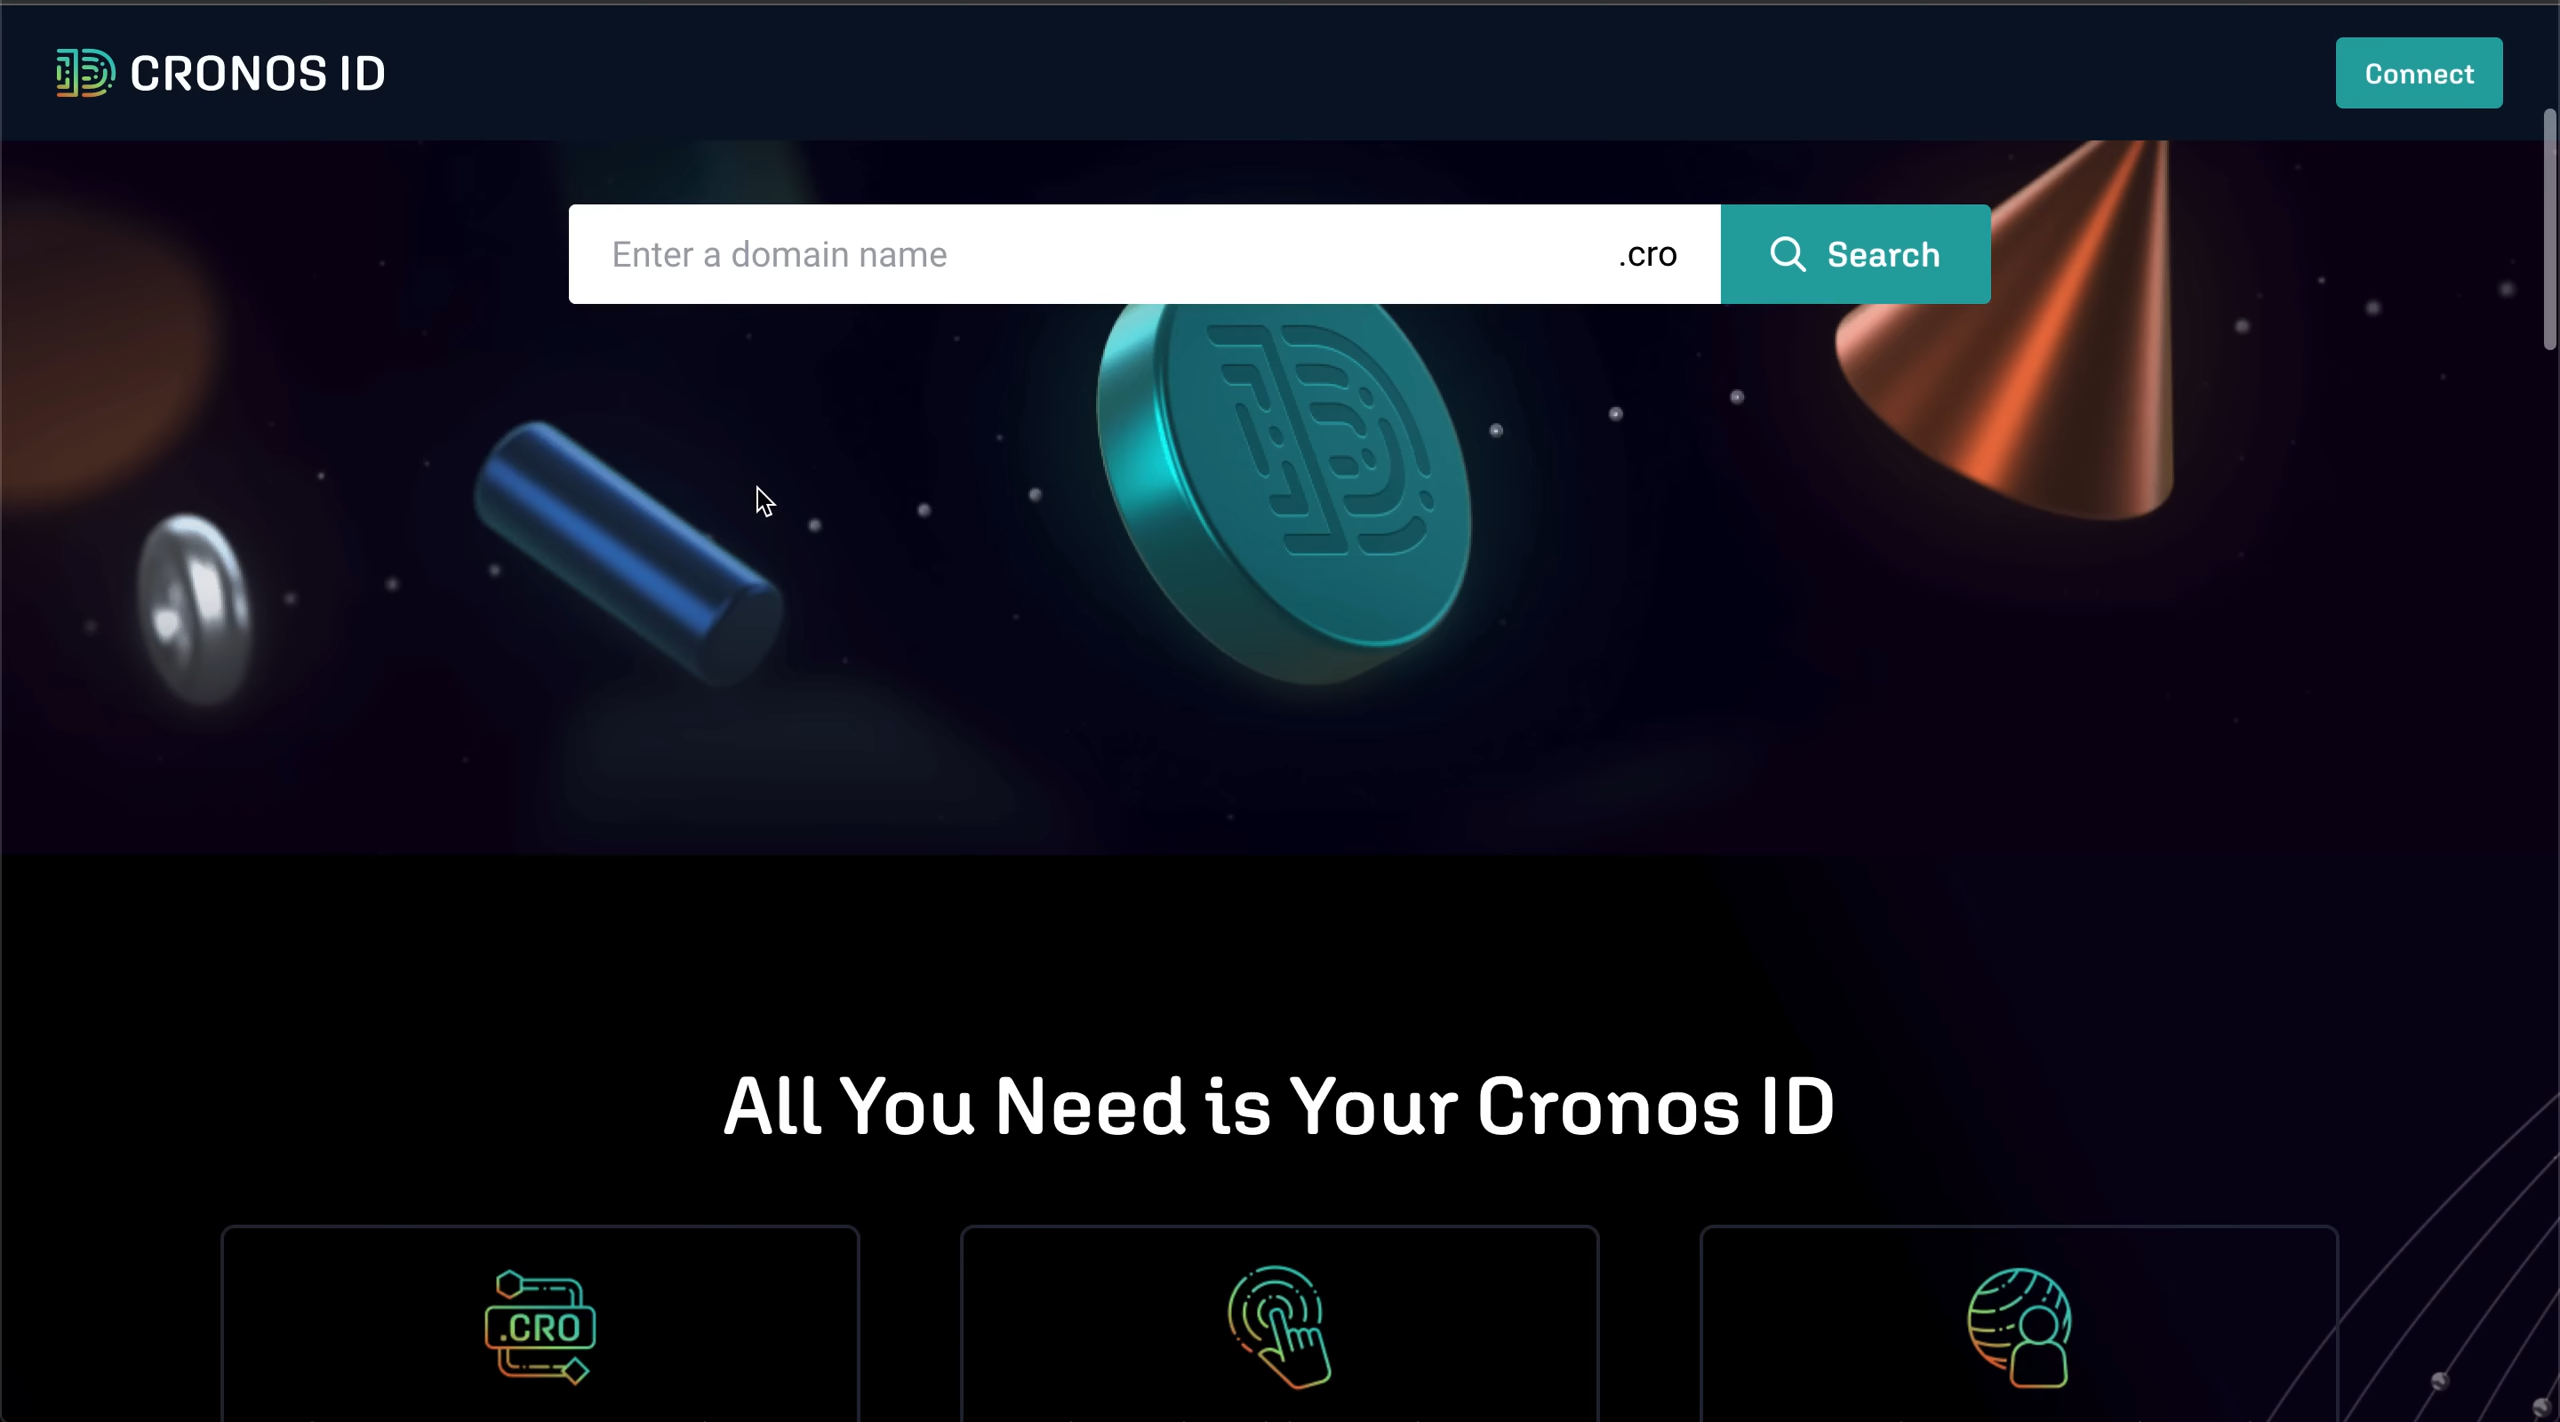 CRONOS ID
Connect
Enter a domain name
.cro
Search
All You Need is Your Cronos ID
.CRO